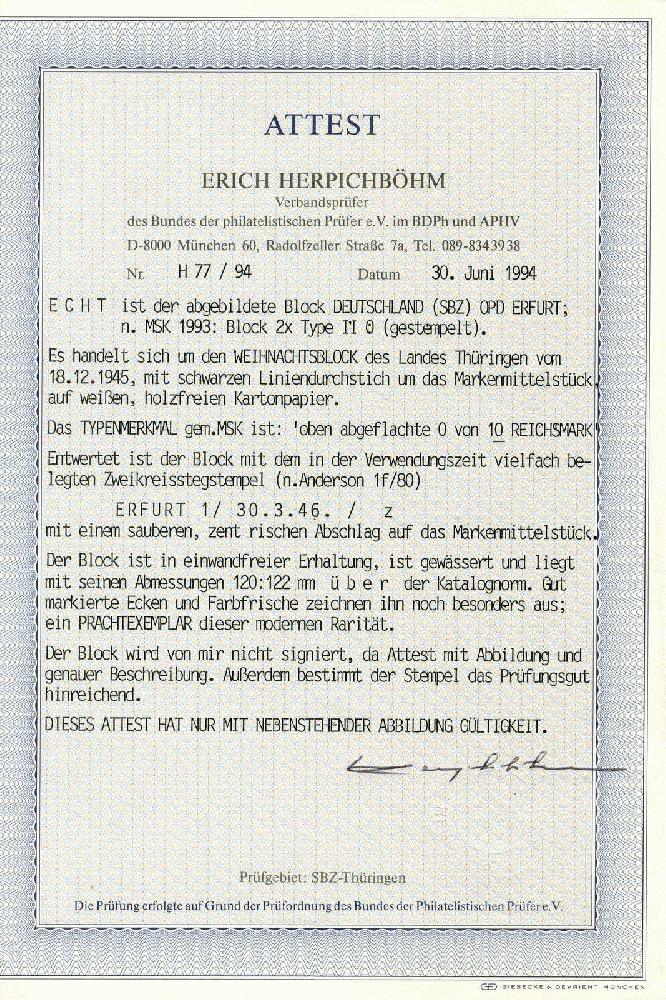 ATTEST
ERICH HERPICHBÖHM
Verbandsprüfer
des Bundes der philatelistischen Prüfer e.V. im BDPh und APHV
D-8000 München 60, Radolfzeller Straße 7a, Tel. 089-8343938
Nr. H 77 / 94 Datum 30. Juni 1994
E C H T ist der abgebildete Block DEUTSCHLAND (SBZ) OPD ERFURT;
n. MSK 1993: Block 2x Type III 0 (gestempelt).
Es handelt sich um den WEIHNACHTSBLOCK des Landes Thüringen vom
18.12.1945, mit schwarzen Liniendurchstich um das Markenmittelstück,
auf weißen, holzfreien Kartonpapier.
Das TYPENMERKMAL gem.MSK ist: 'oben abgeflachte 0 von 10 REICHSMARK'
Entwertet ist der Block mit dem in der Verwendungszeit vielfach be-
legten Zweikreisstegstempel (n.Anderson 1f/80)
ERFURT 1/ 30.3.46. / z
mit einem sauberen, zent rischen Abschlag auf das Markenmittelstück.
Der Block ist in einwandfreier Erhaltung, ist gewässert und liegt
mit seinen Abmessungen 120:122 mm ü b e r der Katalognorm. Gut
markierte Ecken und Farbfrische zeichnen ihn noch besonders aus;
ein PRACHTEXEMPLAR dieser modernen Rarität.
Der Block wird von mir nicht signiert, da Attest mit Abbildung und
genauer Beschreibung. Außerdem bestimmt der Stempel das Prüfungsgut
hinreichend.
DIESES ATTEST HAT NUR MIT NEBENSTEHENDER ABBILDUNG GÜLTIGKEIT.
Prüfgebiet: SBZ-Thüringen
Die Prüfung erfolgte auf Grund der Prüfordnung des Bundes der Philatelistischen Prüfer e.V.
GIESECKE & DEVRIENT MÜNCHEN